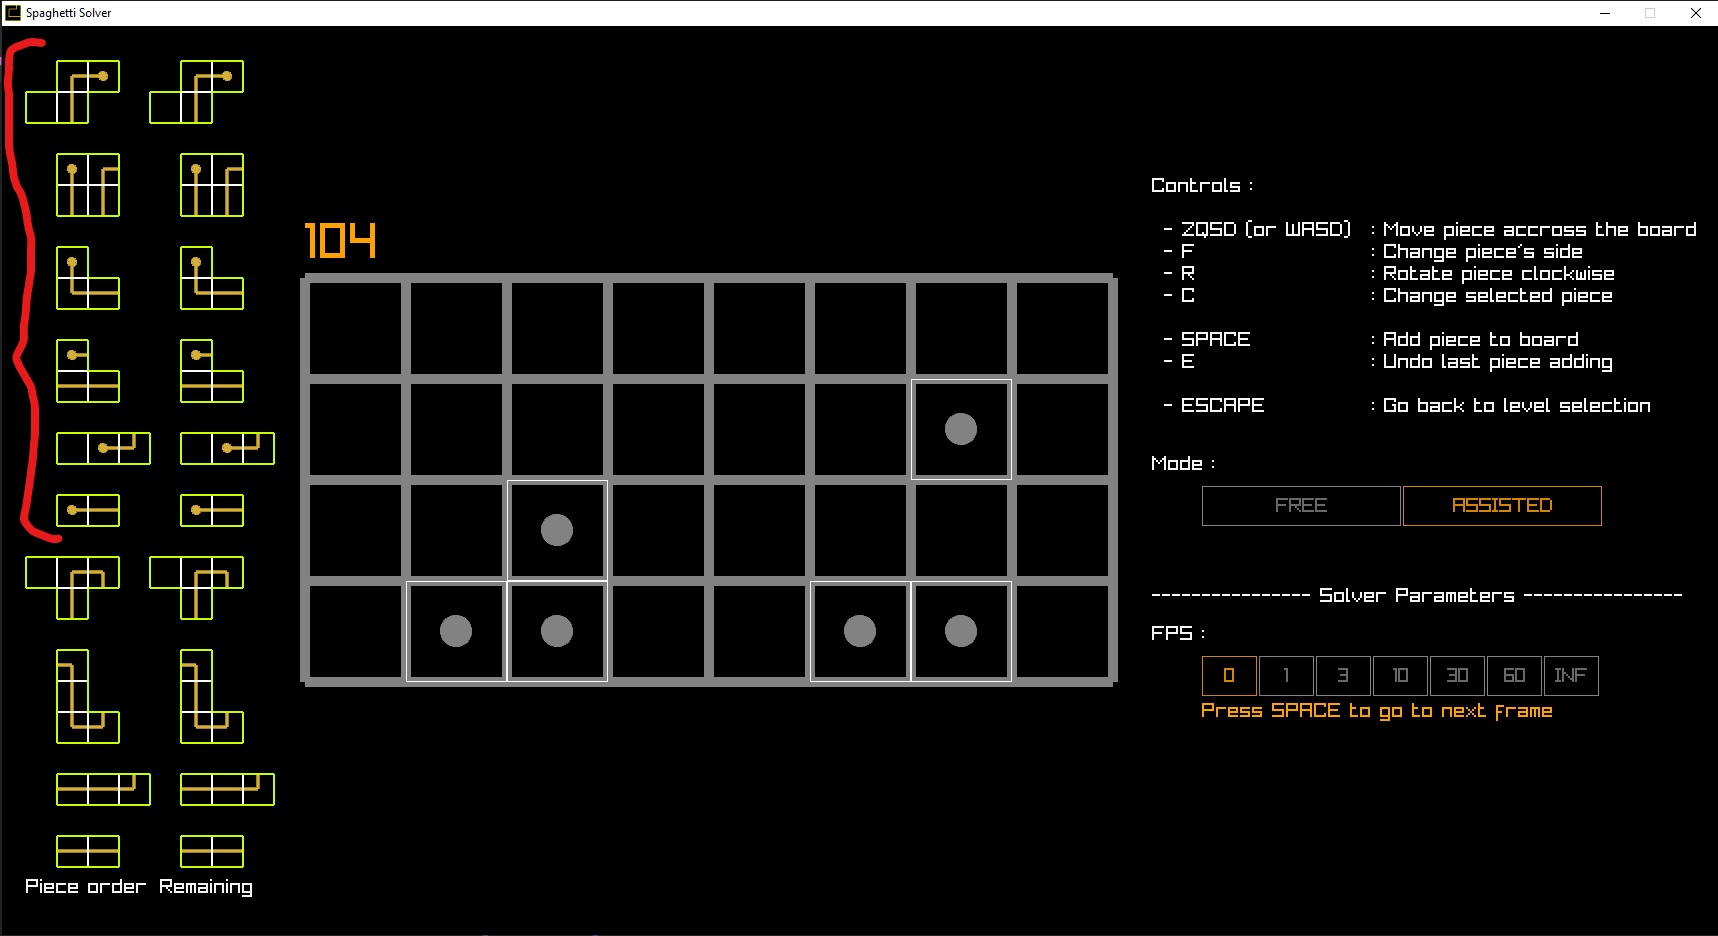 Spaghetti Solver
104
Controls :
- ZQSD (or WASD) : Move piece accross the board
- F : Change piece's side
- R : Rotate piece clockwise
- C : Change selected piece
- SPACE : Add piece to board
- E : Undo last piece adding
- ESCAPE : Go back to level selection
Mode :
FREE ASSISTED
---------------- Solver Parameters ----------------
FPS :
0 1 3 10 30 60 INF
Press SPACE to go to next frame
Piece order Remaining